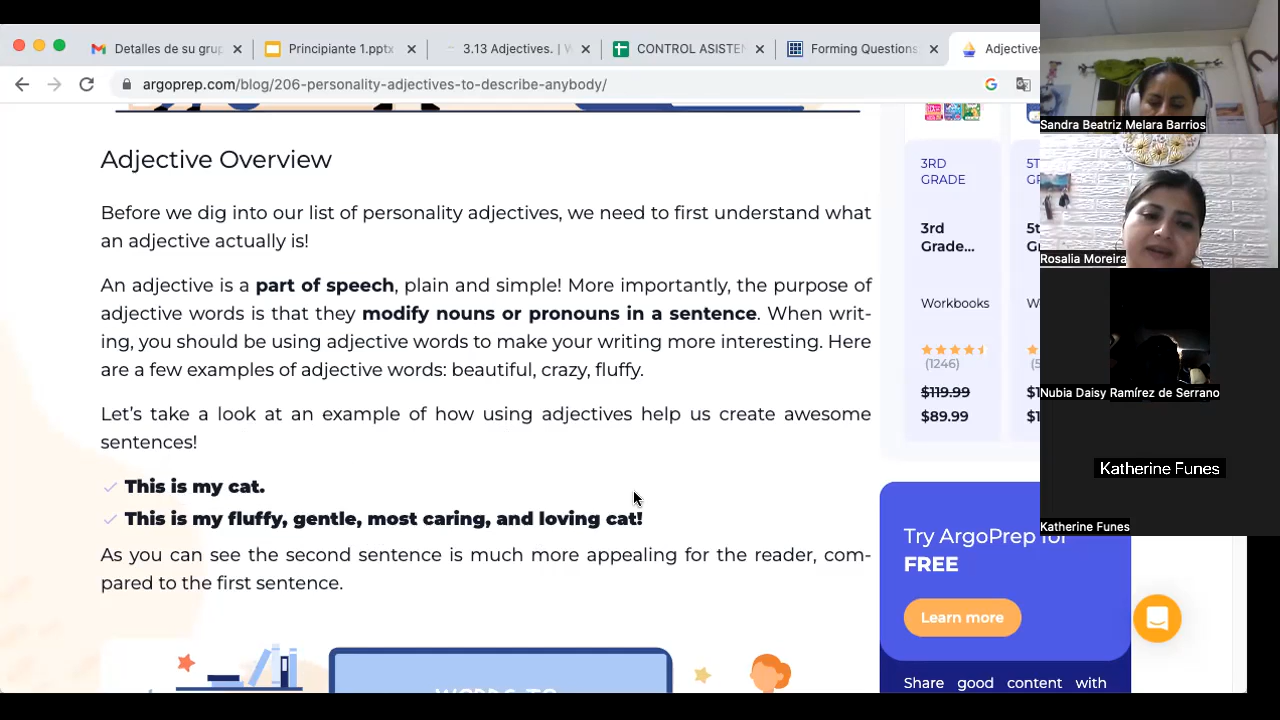 Detalles de su gru
Principiante 1.pptx
3.13 Adjectives. |
CONTROL ASISTEN
Forming Questions
Adjectives
argoprep.com/blog/206-personality-adjectives-to-describe-anybody/
Adjective Overview
Before we dig into our list of personality adjectives, we need to first understand what
an adjective actually is!
An adjective is a part of speech, plain and simple! More importantly, the purpose of
adjective words is that they modify nouns or pronouns in a sentence. When writ-
ing, you should be using adjective words to make your writing more interesting. Here
are a few examples of adjective words: beautiful, crazy, fluffy.
Let's take a look at an example of how using adjectives help us create awesome
sentences!
This is my cat.
This is my fluffy, gentle, most caring, and loving cat!
As you can see the second sentence is much more appealing for the reader, com-
pared to the first sentence.
3RD
GRADE
3rd
Grade...
Workbooks
(1246)
$119.99
$89.99
5T
GR
5t
Gr
W
(5
$1
$1
Try ArgoPrep for
FREE
Learn more
Share good content with
Sandra Beatriz Melara Barrios
Rosalia Moreira
Nubia Daisy Ramírez de Serrano
Katherine Funes
Katherine Funes